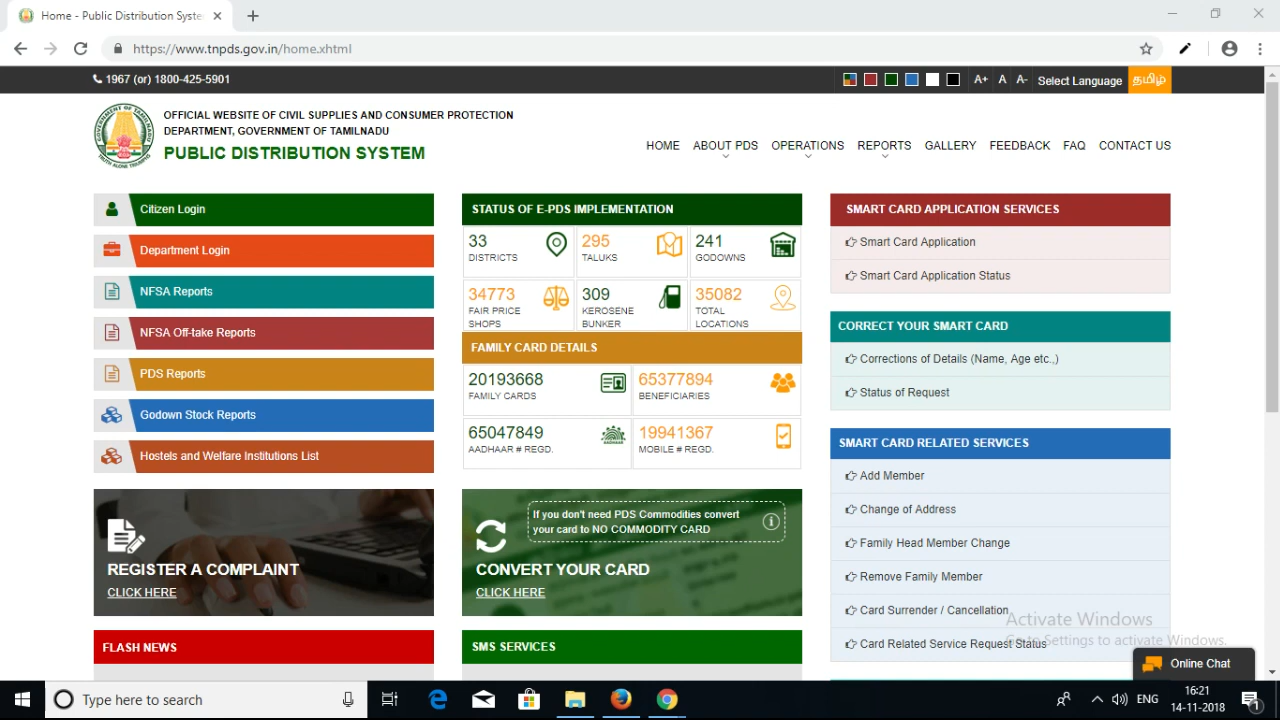 Home - Public Distribution Syste
https://www.tnpds.gov.in/home.xhtml
1967 (or) 1800-425-5901
A+ A A- Select Language தமிழ்
OFFICIAL WEBSITE OF CIVIL SUPPLIES AND CONSUMER PROTECTION
DEPARTMENT, GOVERNMENT OF TAMILNADU
PUBLIC DISTRIBUTION SYSTEM
HOME ABOUT PDS OPERATIONS REPORTS GALLERY FEEDBACK FAQ CONTACT US
Citizen Login
Department Login
NFSA Reports
NFSA Off-take Reports
PDS Reports
Godown Stock Reports
Hostels and Welfare Institutions List
REGISTER A COMPLAINT
CLICK HERE
FLASH NEWS
STATUS OF E-PDS IMPLEMENTATION
33
DISTRICTS
295
TALUKS
241
GODOWNS
34773
FAIR PRICE
SHOPS
309
KEROSENE
BUNKER
35082
TOTAL
LOCATIONS
FAMILY CARD DETAILS
20193668
FAMILY CARDS
65377894
BENEFICIARIES
65047849
AADHAAR # REGD.
19941367
MOBILE # REGD.
If you don't need PDS Commodities convert
your card to NO COMMODITY CARD
CONVERT YOUR CARD
CLICK HERE
SMS SERVICES
SMART CARD APPLICATION SERVICES
Smart Card Application
Smart Card Application Status
CORRECT YOUR SMART CARD
Corrections of Details (Name, Age etc.,)
Status of Request
SMART CARD RELATED SERVICES
Add Member
Change of Address
Family Head Member Change
Remove Family Member
Card Surrender / Cancellation
Card Related Service Request Status
Activate Windows
Go to Settings to activate Windows.
Online Chat
Type here to search
ENG
16:21
14-11-2018
1